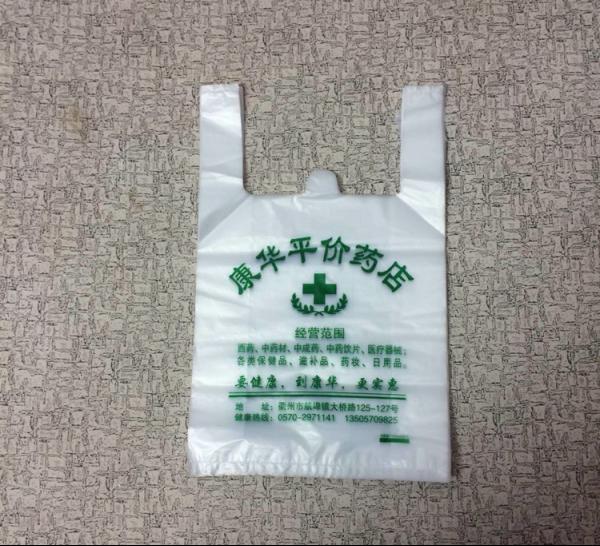 康华平价药店
经营范围
西药、中药材、中成药、中药饮片、医疗器械；
各类保健品、滋补品、药妆、日用品。
要健康，到康华，更实惠
地　　址：衢州市航埠镇大桥路125-127号
健康热线：0570-2971141　13505709825